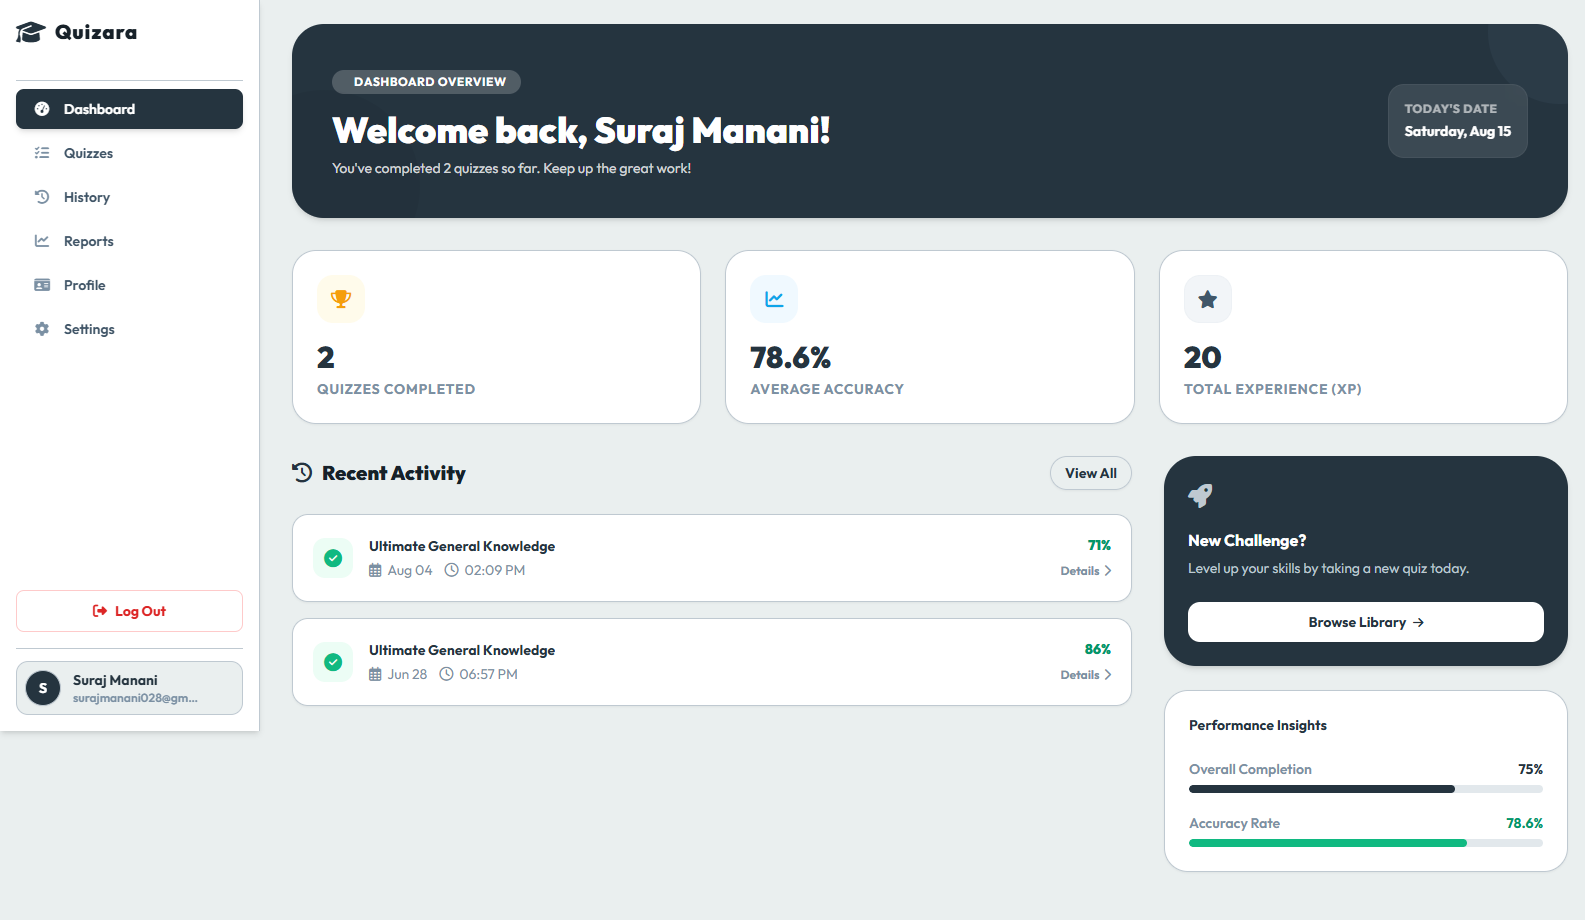 Quizara
Dashboard
Quizzes
History
Reports
Profile
Settings
Log Out
S
Suraj Manani
surajmanani028@gm...
DASHBOARD OVERVIEW
Welcome back, Suraj Manani!
You've completed 2 quizzes so far. Keep up the great work!
TODAY'S DATE
Saturday, Aug 15
2
QUIZZES COMPLETED
78.6%
AVERAGE ACCURACY
20
TOTAL EXPERIENCE (XP)
Recent Activity
View All
Ultimate General Knowledge
71%
Aug 04 02:09 PM
Details
Ultimate General Knowledge
86%
Jun 28 06:57 PM
Details
New Challenge?
Level up your skills by taking a new quiz today.
Browse Library →
Performance Insights
Overall Completion 75%
Accuracy Rate 78.6%